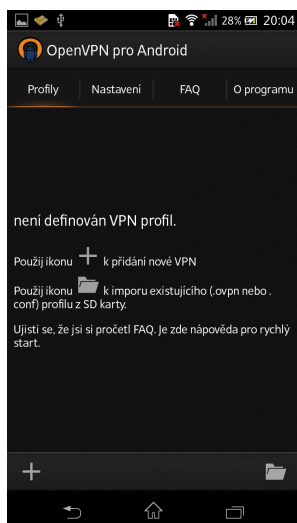 28% 20:04
OpenVPN pro Android
Profily Nastavení FAQ O programu
není definován VPN profil.
Použij ikonu k přidání nové VPN
Použij ikonu k imporu existujícího (.ovpn nebo .
conf) profilu z SD karty.
Ujisti se, že jsi si pročetl FAQ. Je zde nápověda pro rychlý
start.